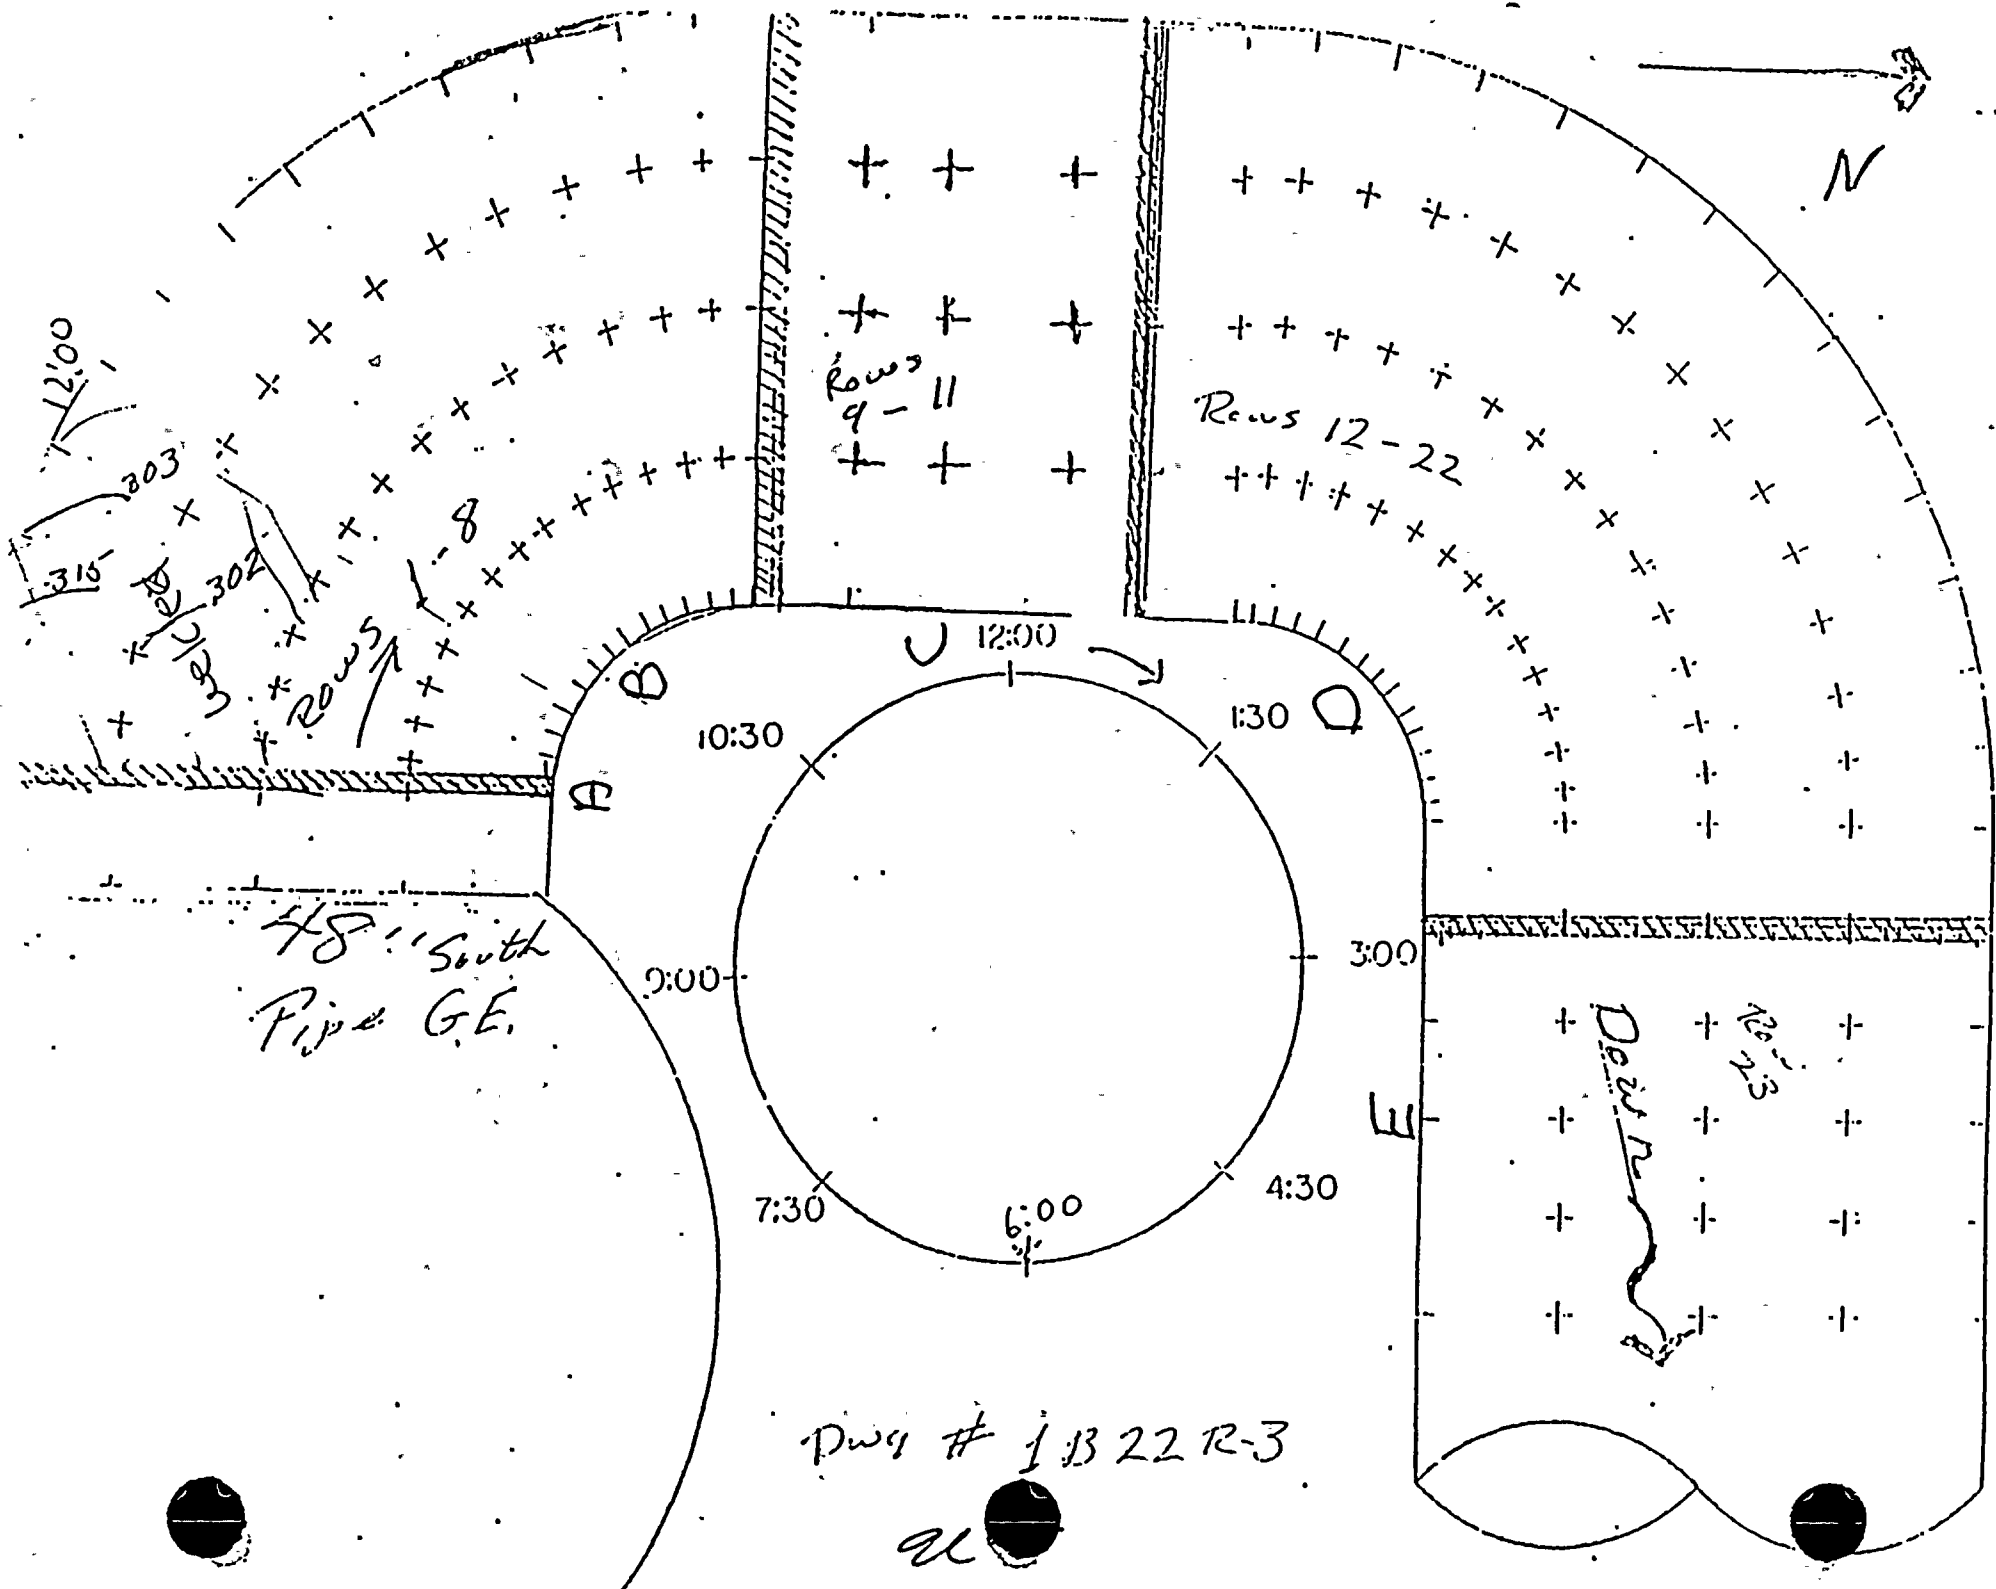 N
12:00
303
.315
.302
Rows
1-8
Rows
9-11
Rows 12-22
A
B
C
D
E
12:00
1:30
3:00
4:30
6:00
7:30
9:00
10:30
48" South
Pipe G.E.
Down
23
Dwg # 1B22R-3